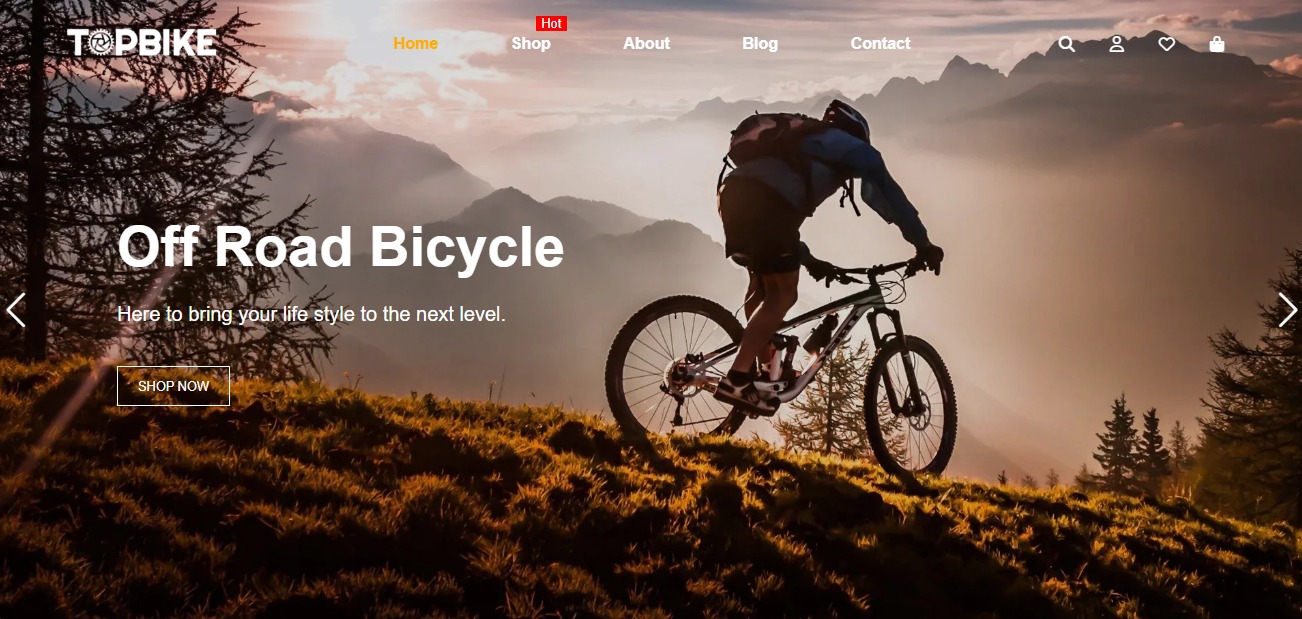 TOPBIKE
Hot
Home Shop About Blog Contact
Off Road Bicycle
Here to bring your life style to the next level.
SHOP NOW